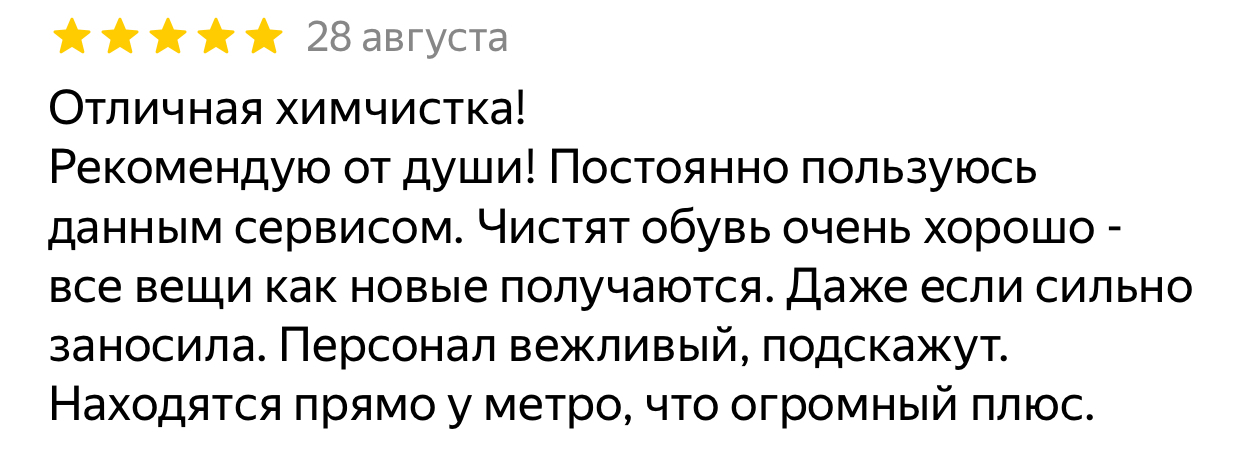 28 августа
Отличная химчистка!
Рекомендую от души! Постоянно пользуюсь
данным сервисом. Чистят обувь очень хорошо -
все вещи как новые получаются. Даже если сильно
заносила. Персонал вежливый, подскажут.
Находятся прямо у метро, что огромный плюс.